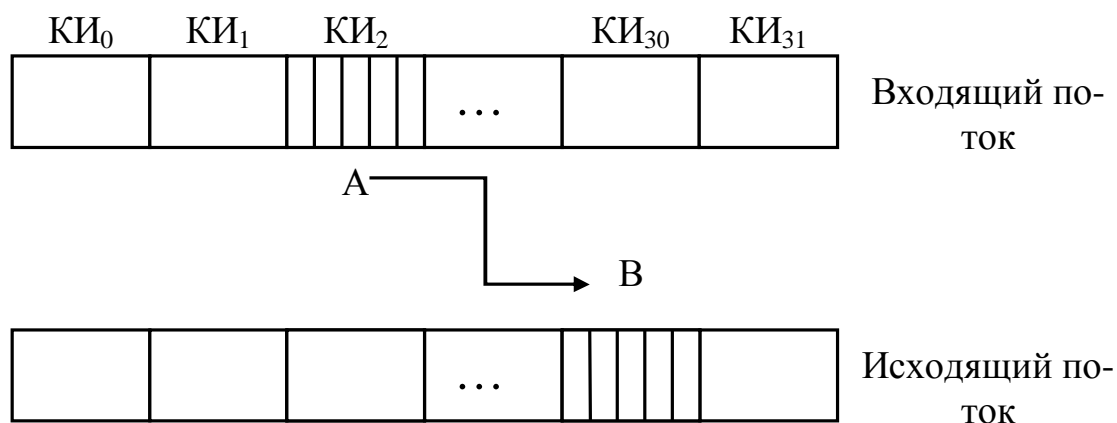 КИ₀ КИ₁ КИ₂ КИ₃₀ КИ₃₁
Входящий по-
ток
...
А
В
...
Исходящий по-
ток